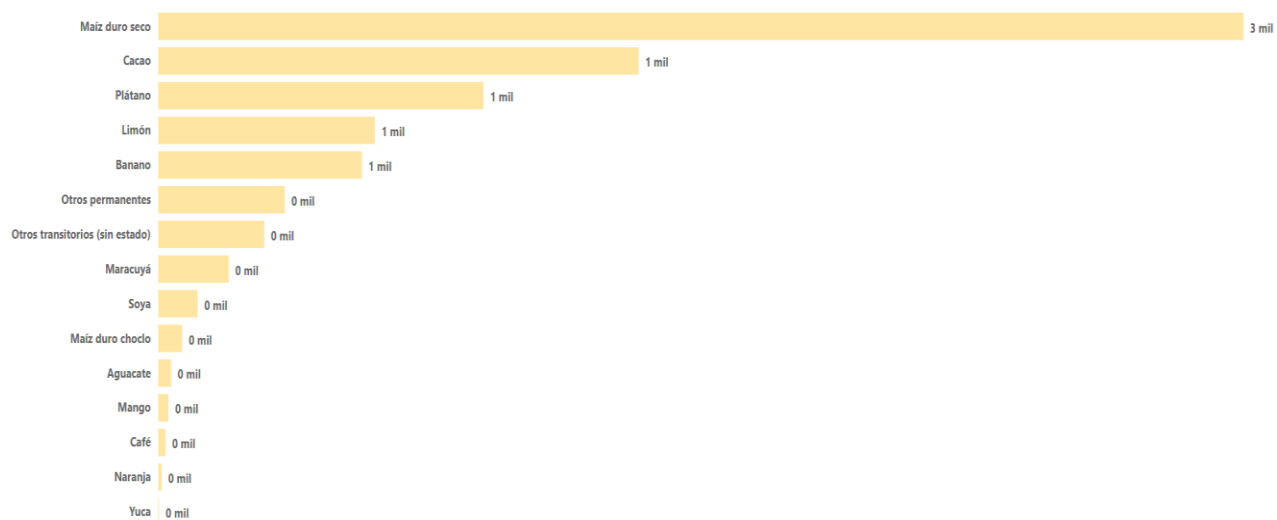 Maíz duro seco 3 mil
Cacao 1 mil
Plátano 1 mil
Limón 1 mil
Banano 1 mil
Otros permanentes 0 mil
Otros transitorios (sin estado) 0 mil
Maracuyá 0 mil
Soya 0 mil
Maíz duro choclo 0 mil
Aguacate 0 mil
Mango 0 mil
Café 0 mil
Naranja 0 mil
Yuca 0 mil